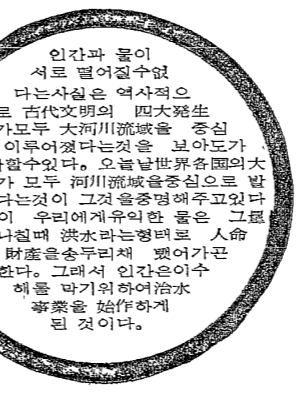 인간과 물이
서로 떨어질수없
다는사실은 역사적으
로 古代文明의 四大発生
가모두 大河川流域을 중심
이루어졌다는것을 보아도가
할수있다。오늘날世界各国의大
가 모두 河川流域을중심으로 발
다는것이 그것을증명해주고있다
이 우리에게유익한 물은 그
나칠때 洪水라는형태로 人命
財産을송두리채 뺏어가곤
한다。그래서 인간은이수
해를 막기위하여治水
事業을 始作하게
된 것이다。